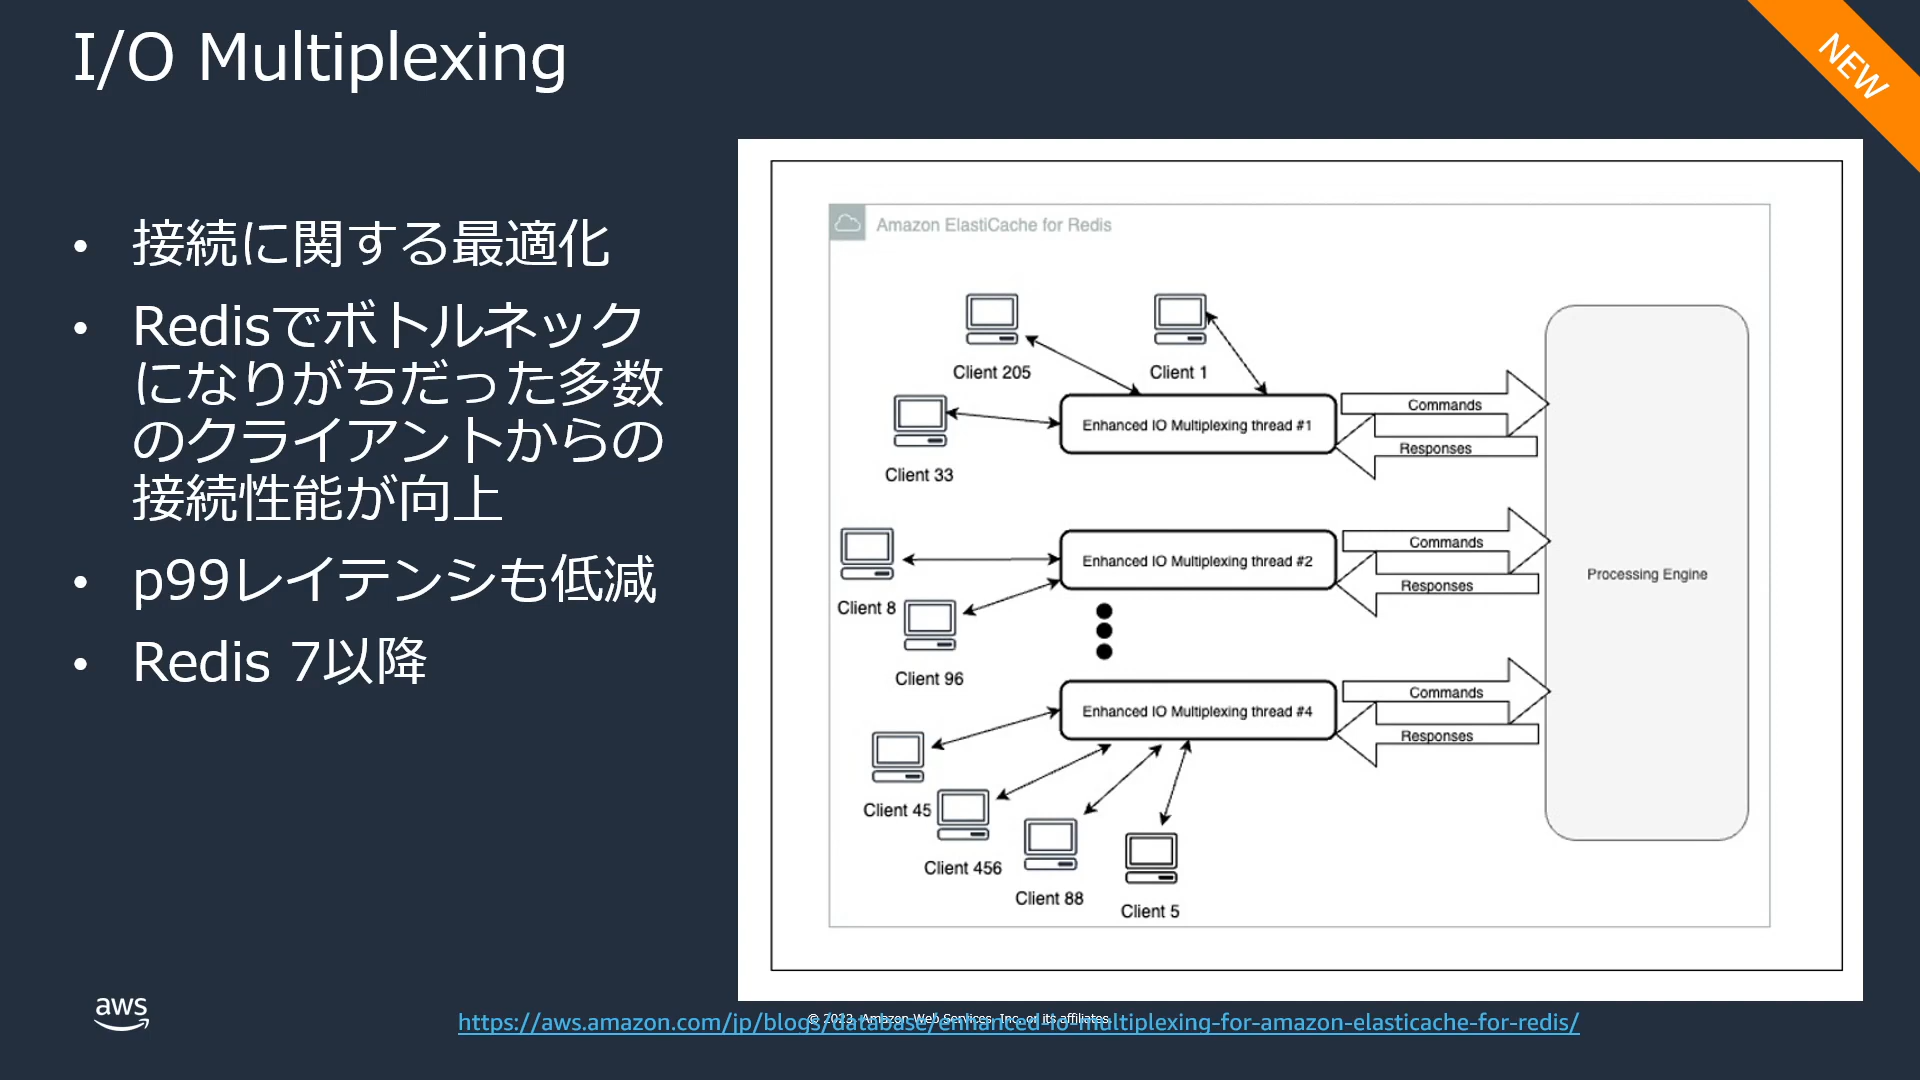 I/O Multiplexing
NEW
• 接続に関する最適化
• Redisでボトルネック
になりがちだった多数
のクライアントからの
接続性能が向上
• p99レイテンシも低減
• Redis 7以降
Amazon ElastiCache for Redis
Client 205
Client 1
Client 33
Enhanced IO Multiplexing thread #1
Commands
Responses
Client 8
Client 96
Enhanced IO Multiplexing thread #2
Commands
Responses
Processing Engine
Enhanced IO Multiplexing thread #4
Commands
Responses
Client 45
Client 456
Client 88
Client 5
aws
© 2023, Amazon Web Services, Inc. or its affiliates.
https://aws.amazon.com/jp/blogs/database/enhanced-io-multiplexing-for-amazon-elasticache-for-redis/